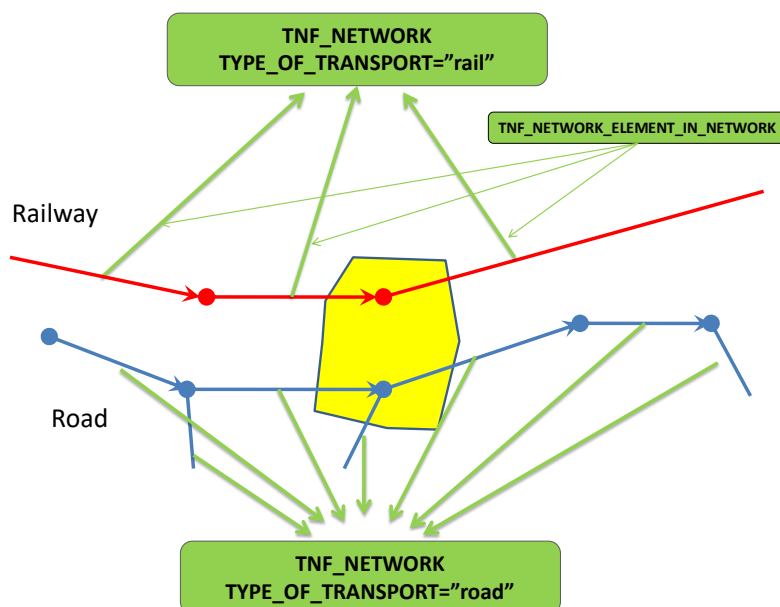 TNF_NETWORK
TYPE_OF_TRANSPORT=”rail”
TNF_NETWORK_ELEMENT_IN_NETWORK
Railway
Road
TNF_NETWORK
TYPE_OF_TRANSPORT=”road”